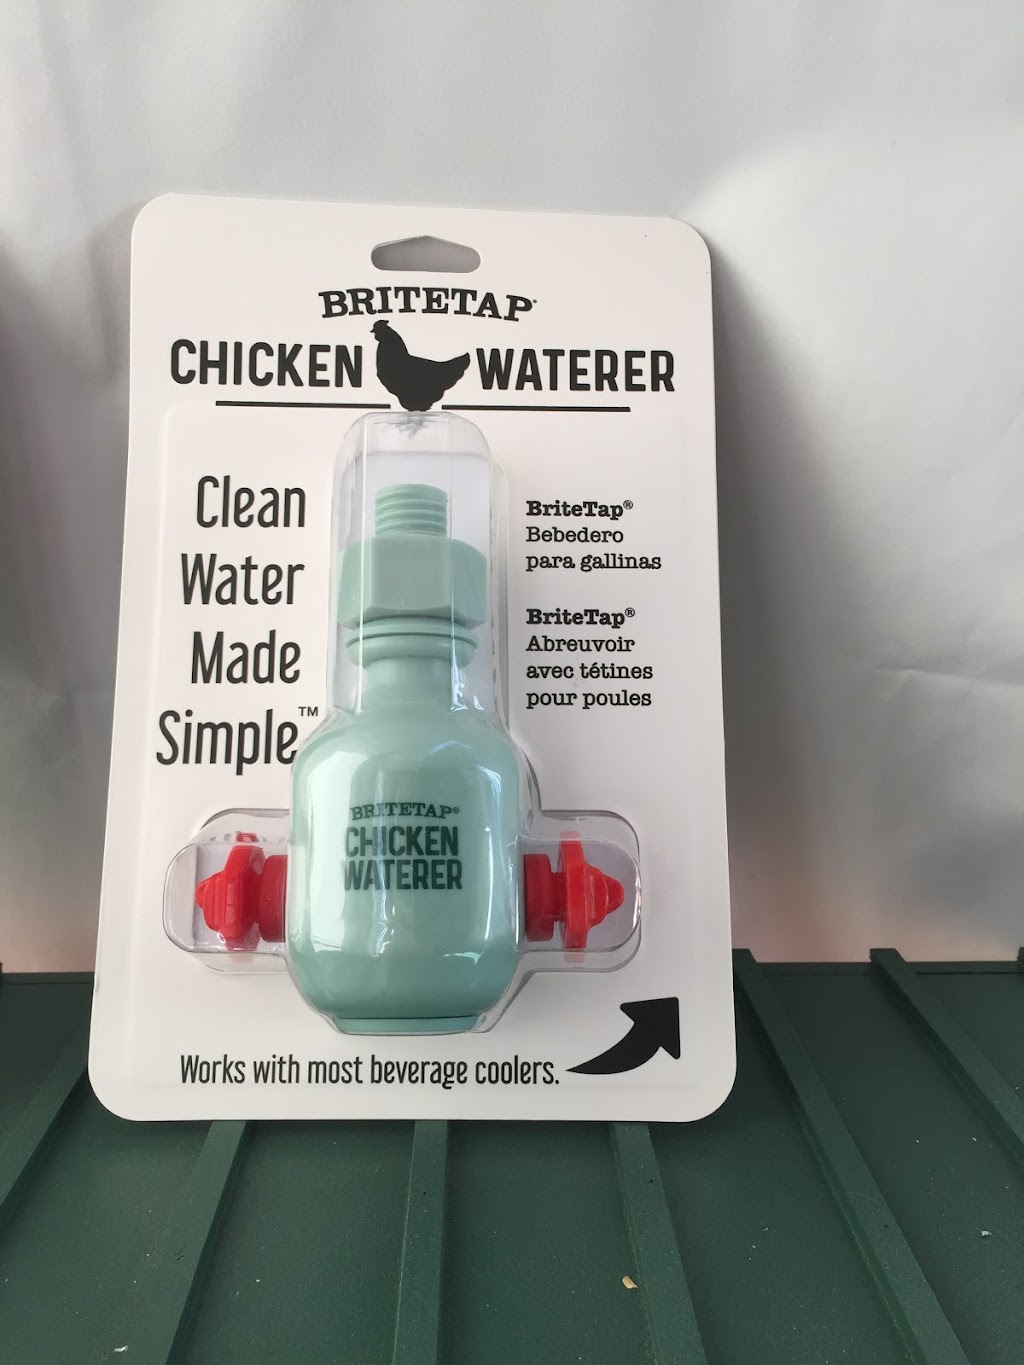 BRITETAP®
CHICKEN WATERER
Clean
Water
Made
Simple™
BriteTap®
Bebedero
para gallinas
BriteTap®
Abreuvoir
avec tétines
pour poules
BRITETAP®
CHICKEN
WATERER
Works with most beverage coolers.